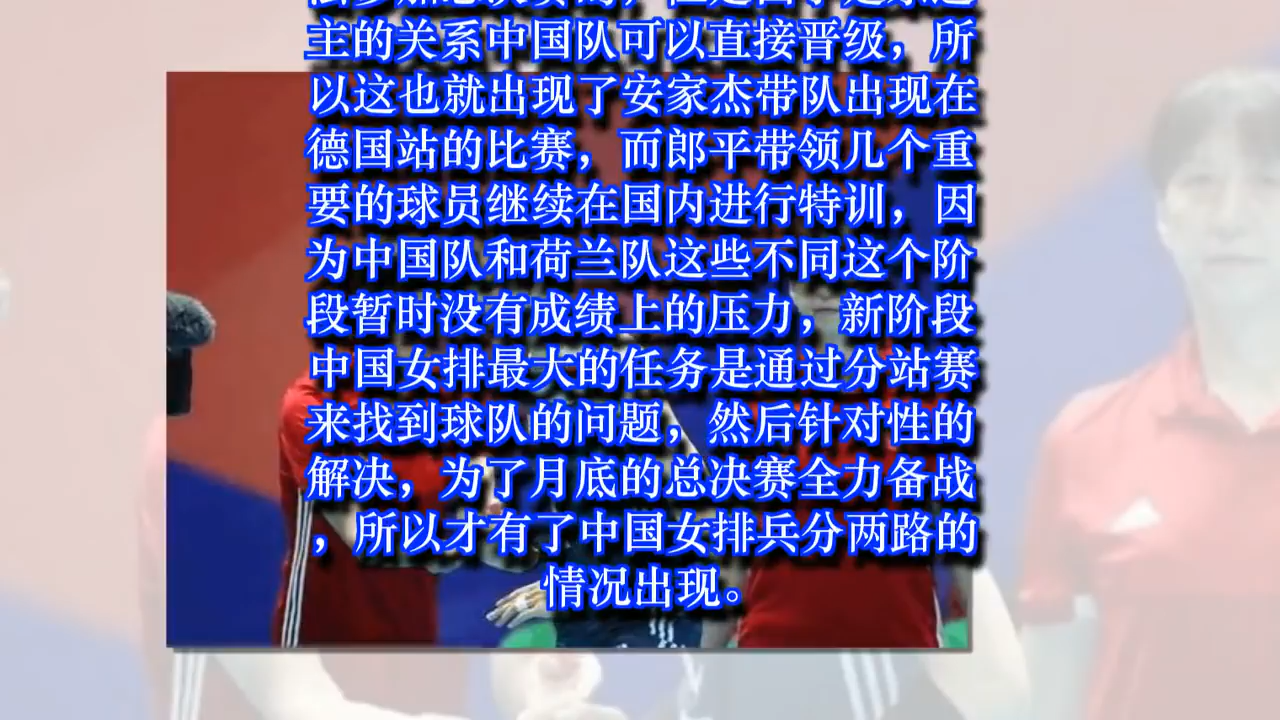 主的关系中国队可以直接晋级，所
以这也就出现了安家杰带队出现在
德国站的比赛，而郎平带领几个重
要的球员继续在国内进行特训，因
为中国队和荷兰队这些不同这个阶
段暂时没有成绩上的压力，新阶段
中国女排最大的任务是通过分站赛
来找到球队的问题，然后针对性的
解决，为了月底的总决赛全力备战
，所以才有了中国女排兵分两路的
情况出现。